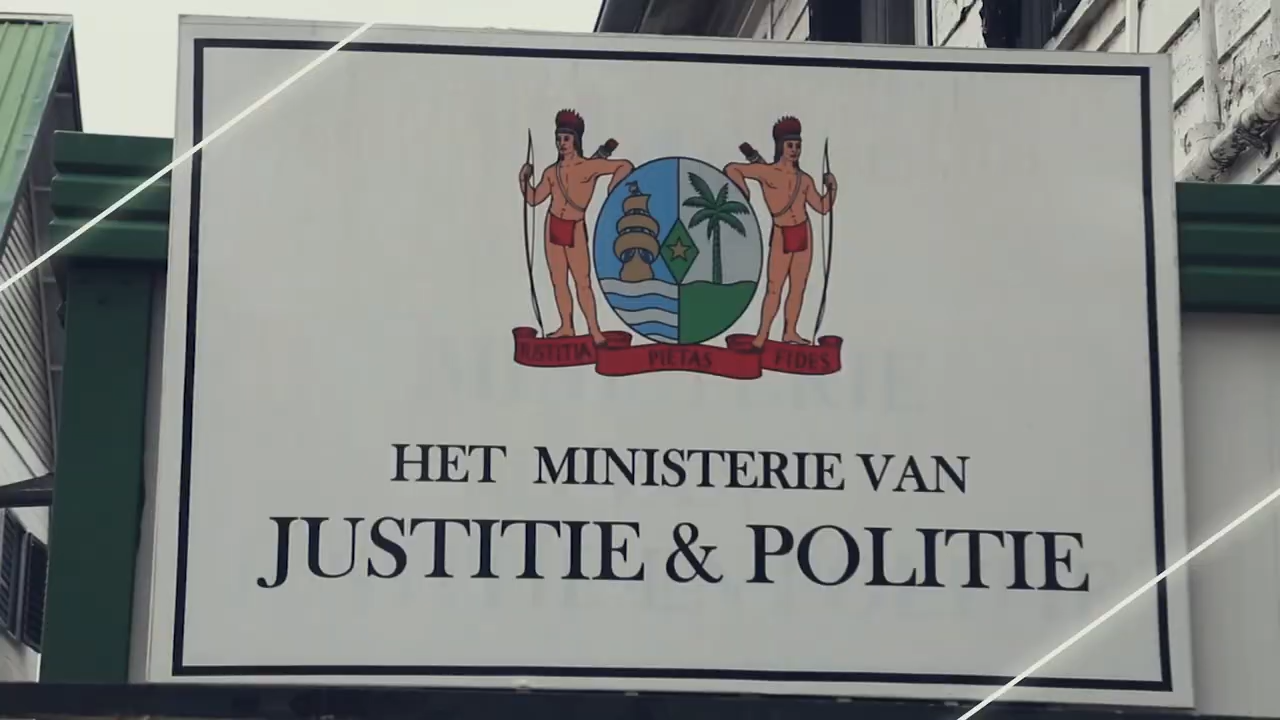 JUSTITIA PIETAS FIDES
HET MINISTERIE VAN
JUSTITIE & POLITIE